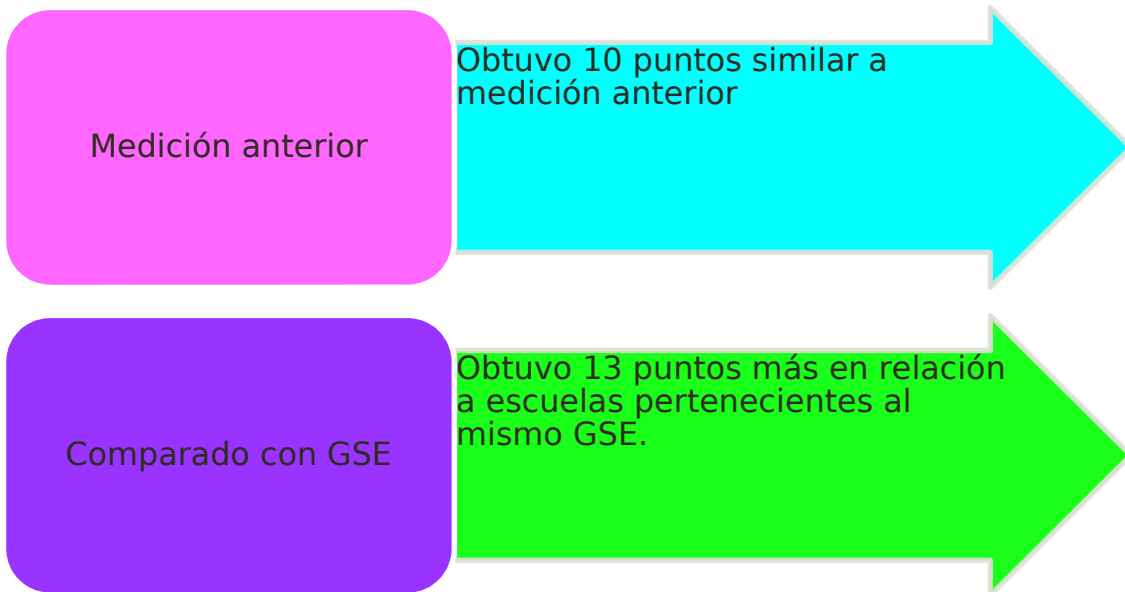 Medición anterior
Obtuvo 10 puntos similar a
medición anterior
Comparado con GSE
Obtuvo 13 puntos más en relación
a escuelas pertenecientes al
mismo GSE.